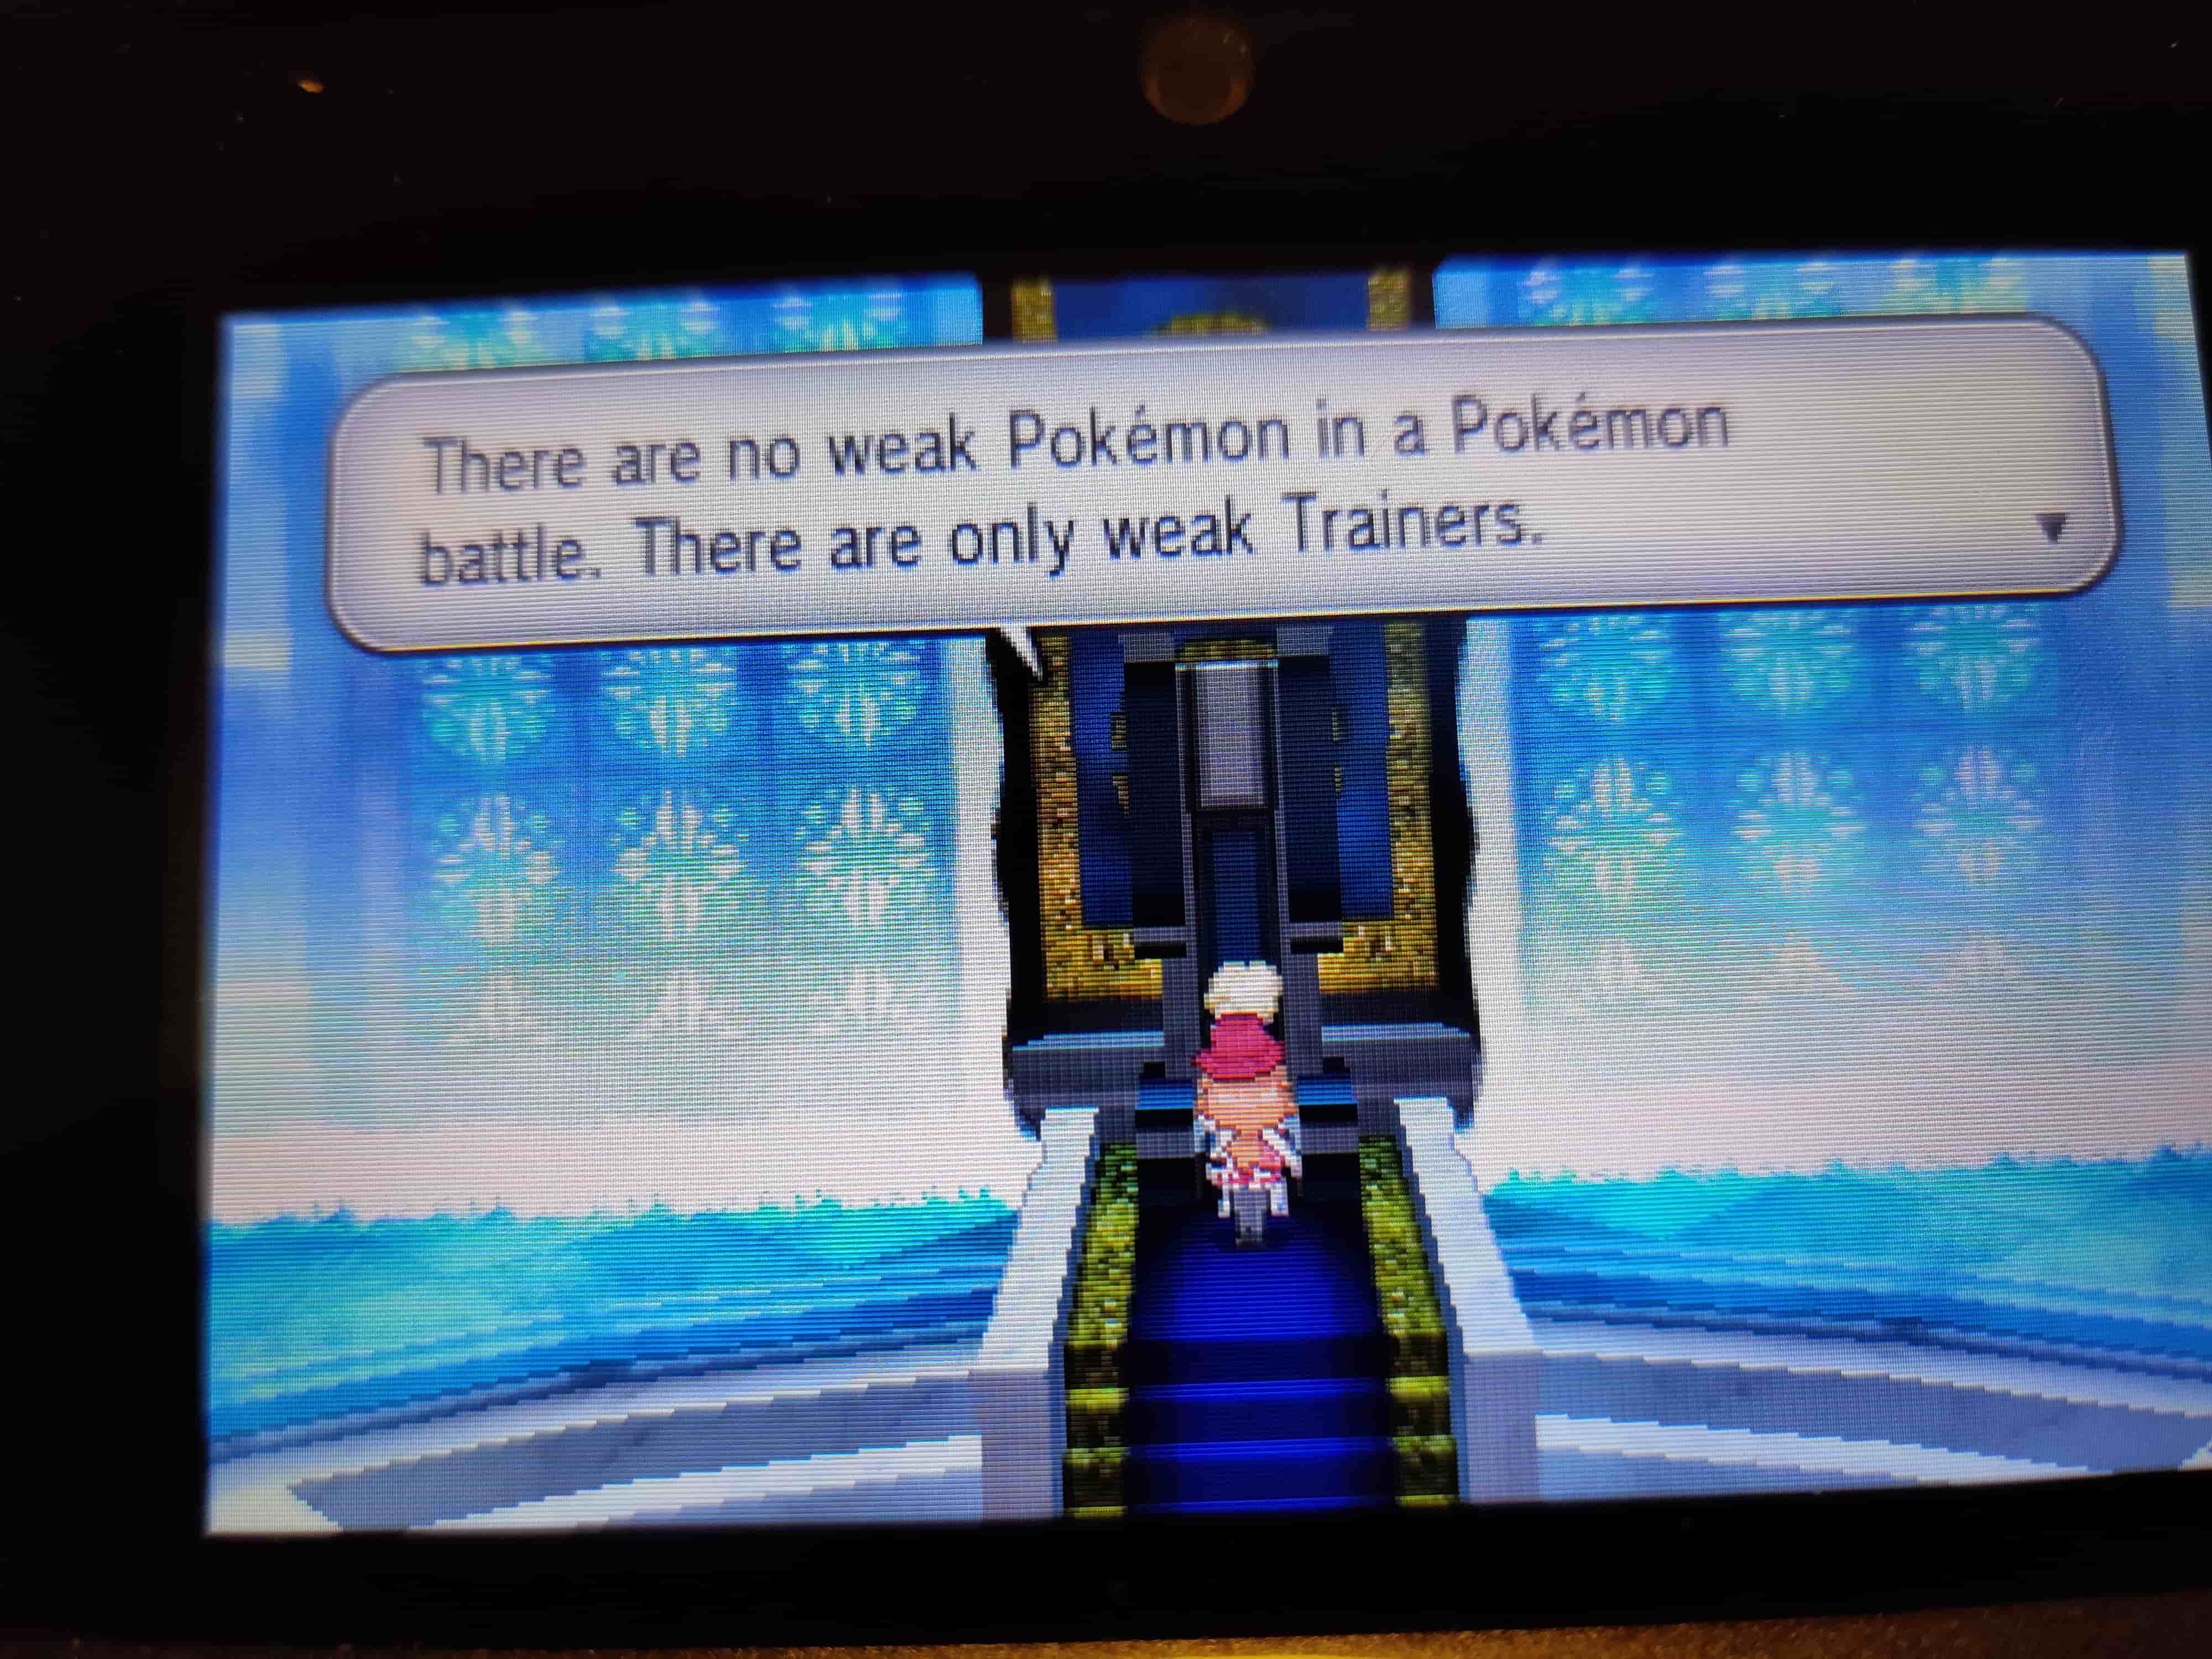 There are no weak Pokémon in a Pokémon
battle. There are only weak Trainers.